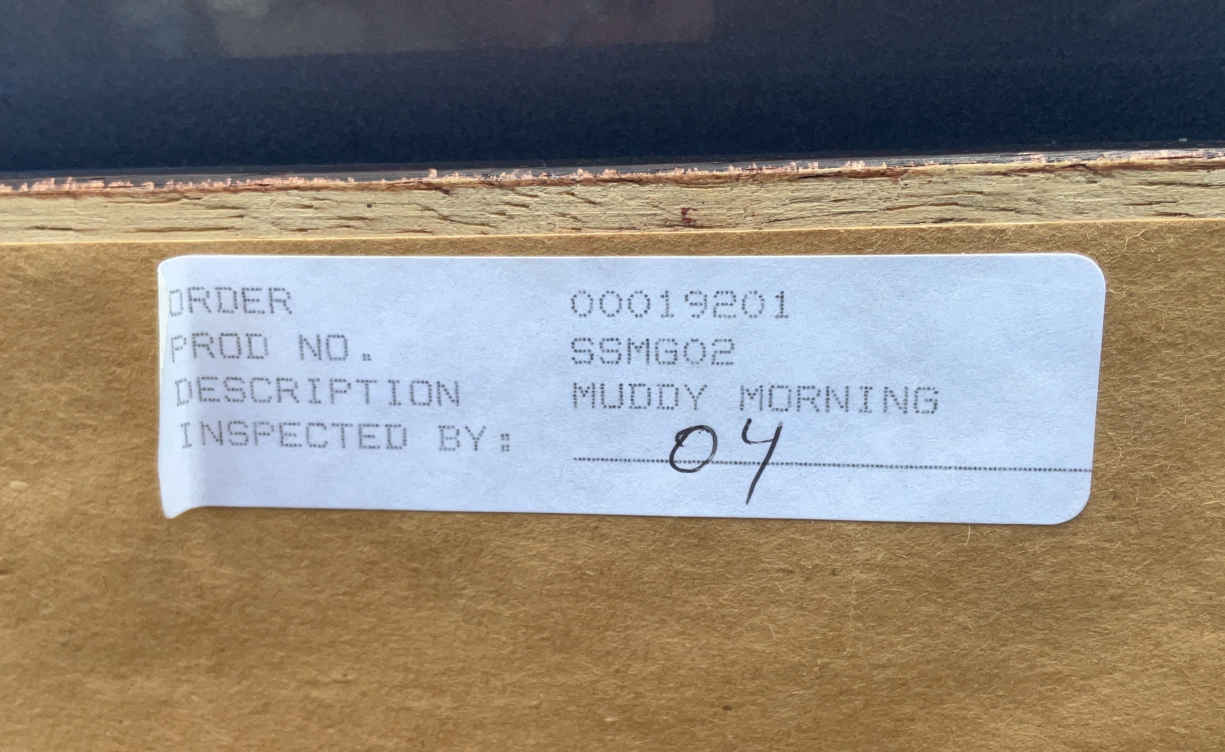 ORDER 00019201
PROD NO. SSMG02
DESCRIPTION MUDDY MORNING
INSPECTED BY: 04